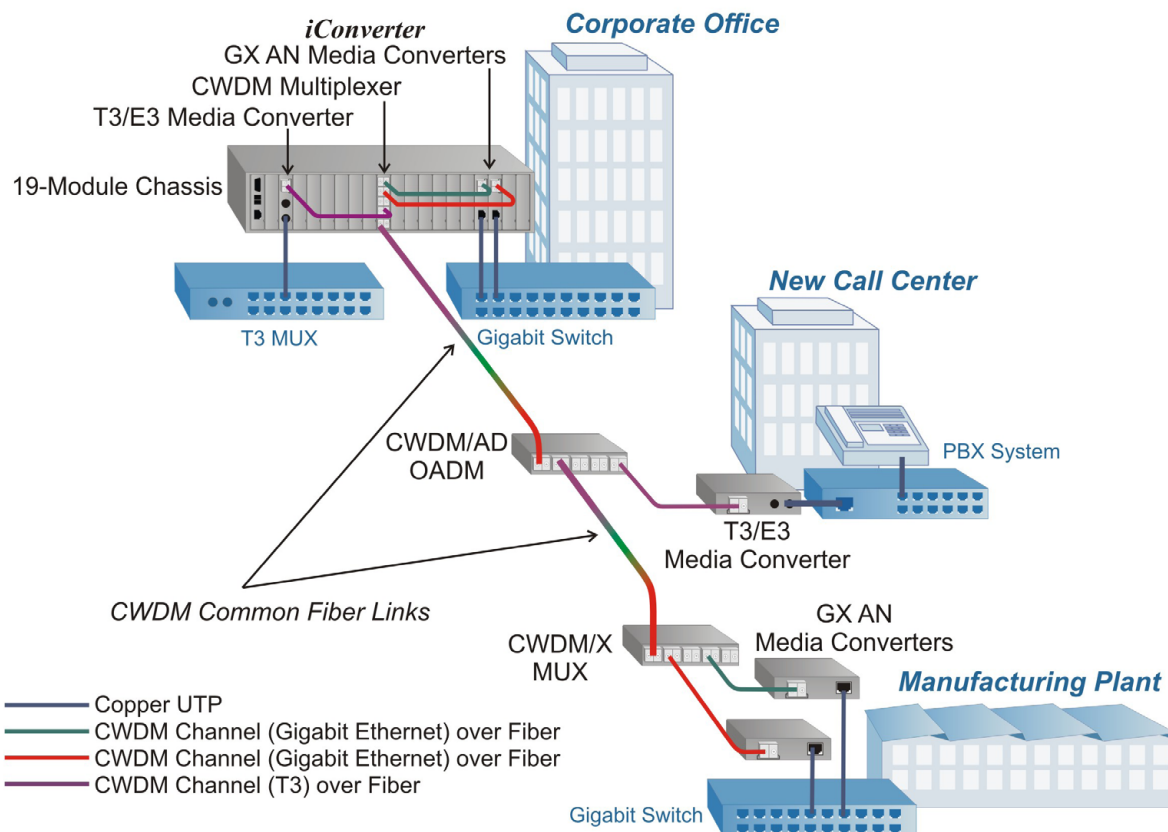 iConverter
Corporate Office
GX AN Media Converters
CWDM Multiplexer
T3/E3 Media Converter
19-Module Chassis
New Call Center
T3 MUX
Gigabit Switch
CWDM/AD
OADM
PBX System
T3/E3
Media Converter
CWDM Common Fiber Links
GX AN
Media Converters
CWDM/X
MUX
Manufacturing Plant
Copper UTP
CWDM Channel (Gigabit Ethernet) over Fiber
CWDM Channel (Gigabit Ethernet) over Fiber
CWDM Channel (T3) over Fiber
Gigabit Switch